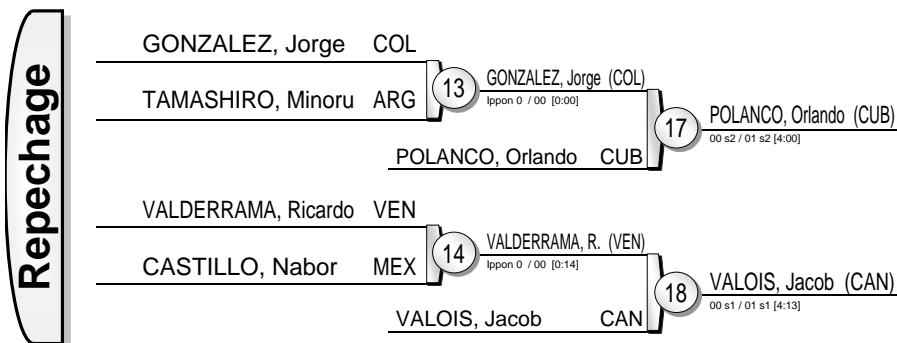 Repechage
GONZALEZ, Jorge COL
TAMASHIRO, Minoru ARG
13
GONZALEZ, Jorge (COL)
Ippon 0 / 00 [0:00]
POLANCO, Orlando CUB
17
POLANCO, Orlando (CUB)
00 s2 / 01 s2 [4:00]
VALDERRAMA, Ricardo VEN
CASTILLO, Nabor MEX
14
VALDERRAMA, R. (VEN)
Ippon 0 / 00 [0:14]
VALOIS, Jacob CAN
18
VALOIS, Jacob (CAN)
00 s1 / 01 s1 [4:13]